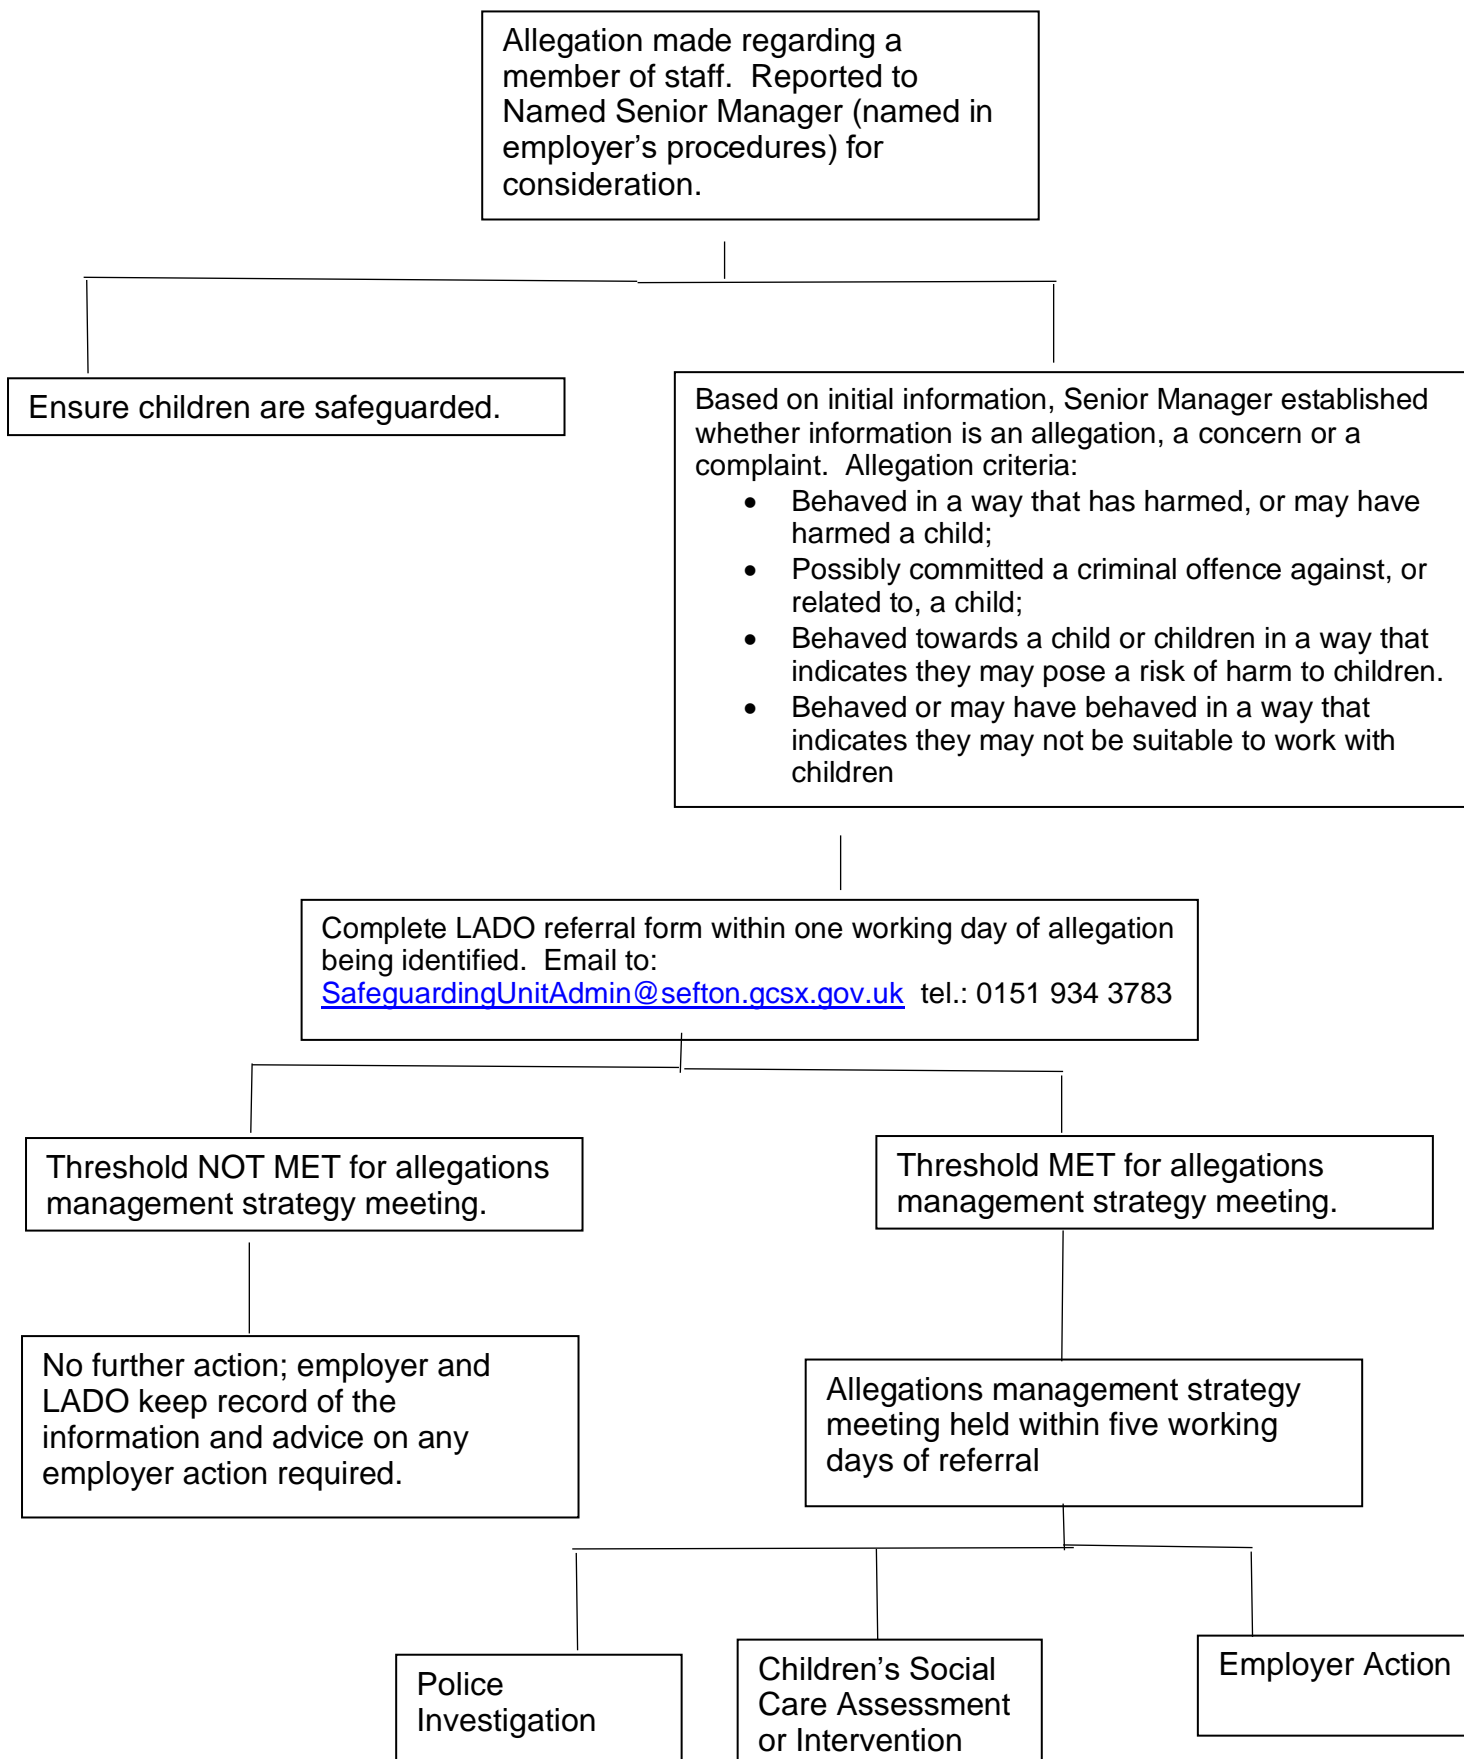 Allegation made regarding a
member of staff.  Reported to
Named Senior Manager (named in
employer’s procedures) for
consideration.
Ensure children are safeguarded.
Based on initial information, Senior Manager established
whether information is an allegation, a concern or a
complaint.  Allegation criteria:
• Behaved in a way that has harmed, or may have
harmed a child;
• Possibly committed a criminal offence against, or
related to, a child;
• Behaved towards a child or children in a way that
indicates they may pose a risk of harm to children.
• Behaved or may have behaved in a way that
indicates they may not be suitable to work with
children
Complete LADO referral form within one working day of allegation
being identified.  Email to:
SafeguardingUnitAdmin@sefton.gcsx.gov.uk  tel.: 0151 934 3783
Threshold NOT MET for allegations
management strategy meeting.
Threshold MET for allegations
management strategy meeting.
No further action; employer and
LADO keep record of the
information and advice on any
employer action required.
Allegations management strategy
meeting held within five working
days of referral
Police
Investigation
Children’s Social
Care Assessment
or Intervention
Employer Action